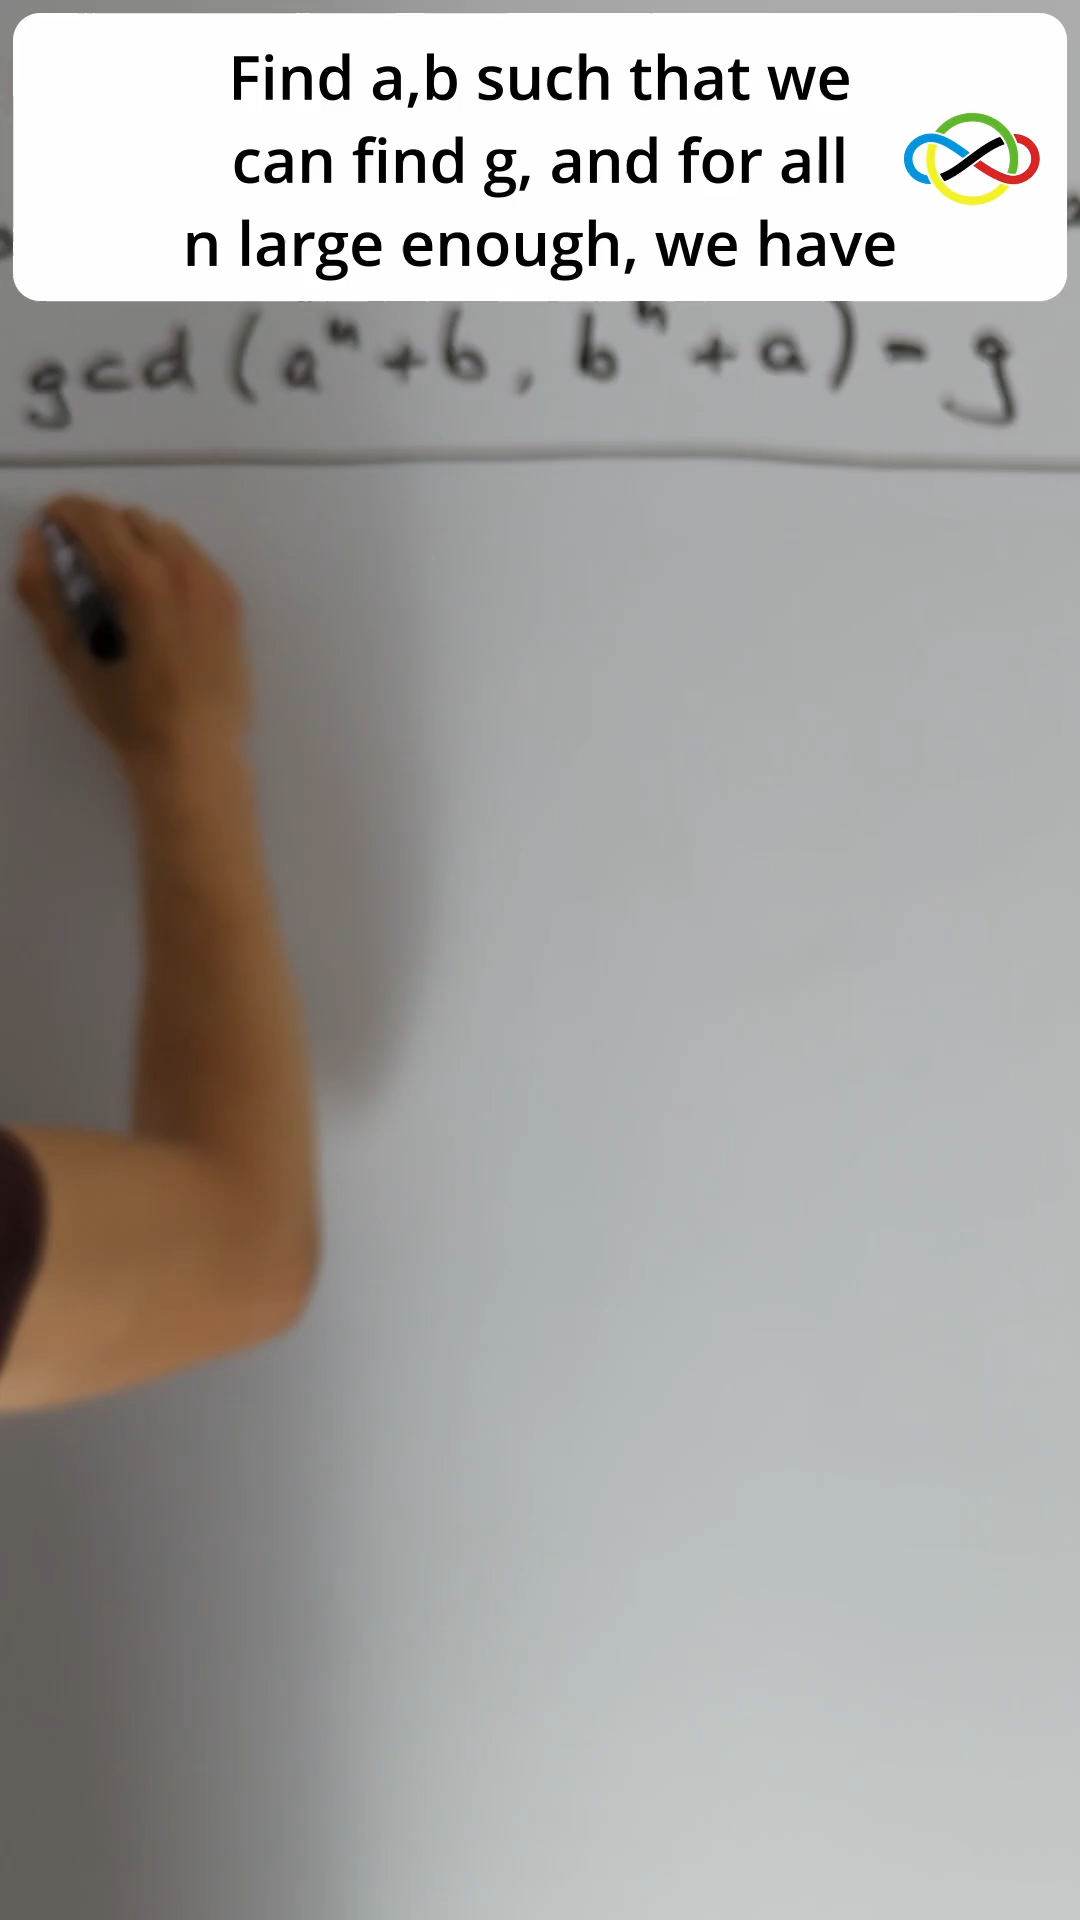 Find a,b such that we
can find g, and for all
n large enough, we have
gcd (aⁿ+b, bⁿ+a) = g